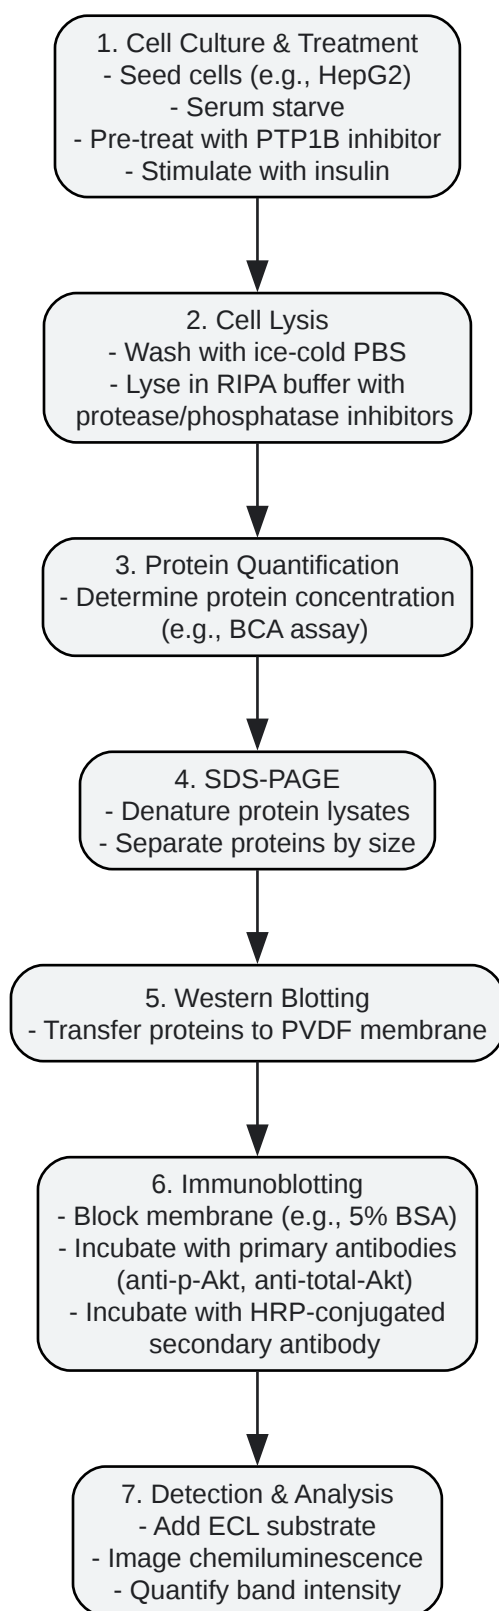 1. Cell Culture & Treatment
- Seed cells (e.g., HepG2)
- Serum starve
- Pre-treat with PTP1B inhibitor
- Stimulate with insulin
2. Cell Lysis
- Wash with ice-cold PBS
- Lyse in RIPA buffer with
protease/phosphatase inhibitors
3. Protein Quantification
- Determine protein concentration
(e.g., BCA assay)
4. SDS-PAGE
- Denature protein lysates
- Separate proteins by size
5. Western Blotting
- Transfer proteins to PVDF membrane
6. Immunoblotting
- Block membrane (e.g., 5% BSA)
- Incubate with primary antibodies
(anti-p-Akt, anti-total-Akt)
- Incubate with HRP-conjugated
secondary antibody
7. Detection & Analysis
- Add ECL substrate
- Image chemiluminescence
- Quantify band intensity